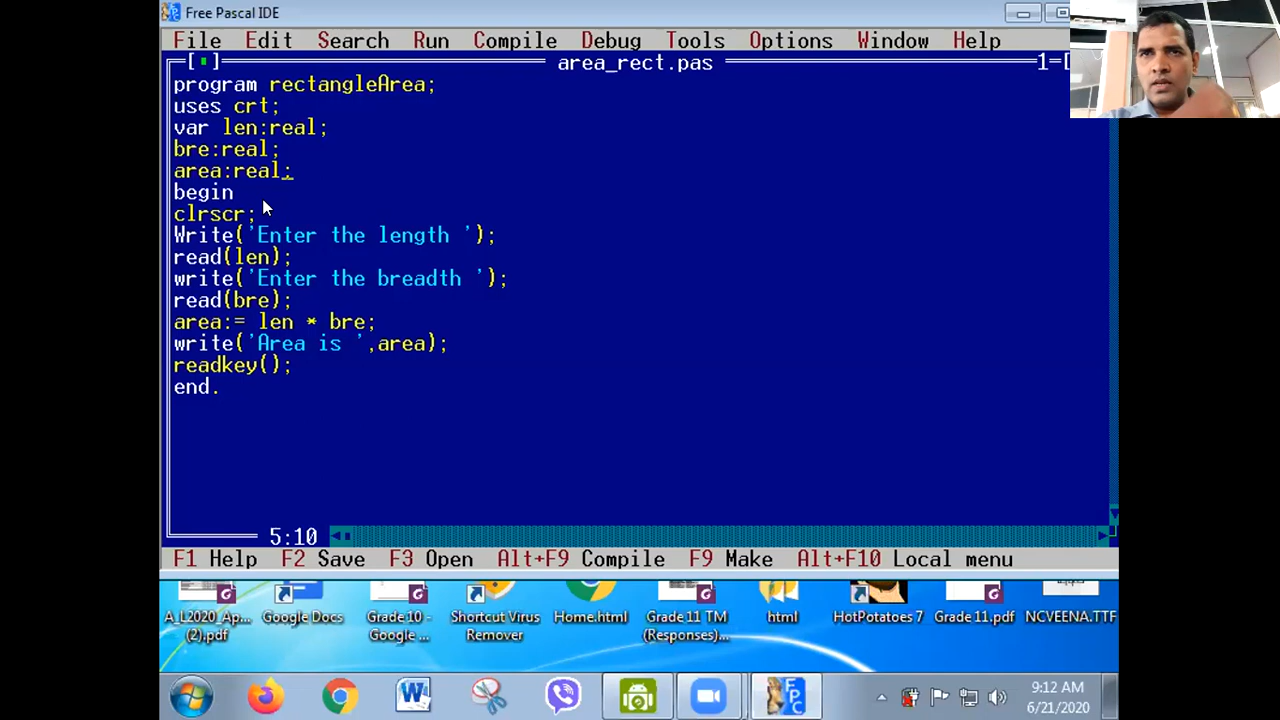 Free Pascal IDE
File Edit Search Run Compile Debug Tools Options Window Help
area_rect.pas 1
program rectangleArea;
uses crt;
var len:real;
bre:real;
area:real;
begin
clrscr;
Write('Enter the length ');
read(len);
write('Enter the breadth ');
read(bre);
area:= len * bre;
write('Area is ',area);
readkey();
end.
5:10
F1 Help F2 Save F3 Open Alt+F9 Compile F9 Make Alt+F10 Local menu
A_L2020_Ap... Google Docs Grade 10 - Shortcut Virus Home.html Grade 11 TM html HotPotatoes 7 Grade 11.pdf NCVEENA.TTF
(2).pdf Google ... Remover (Responses)...
9:12 AM
6/21/2020